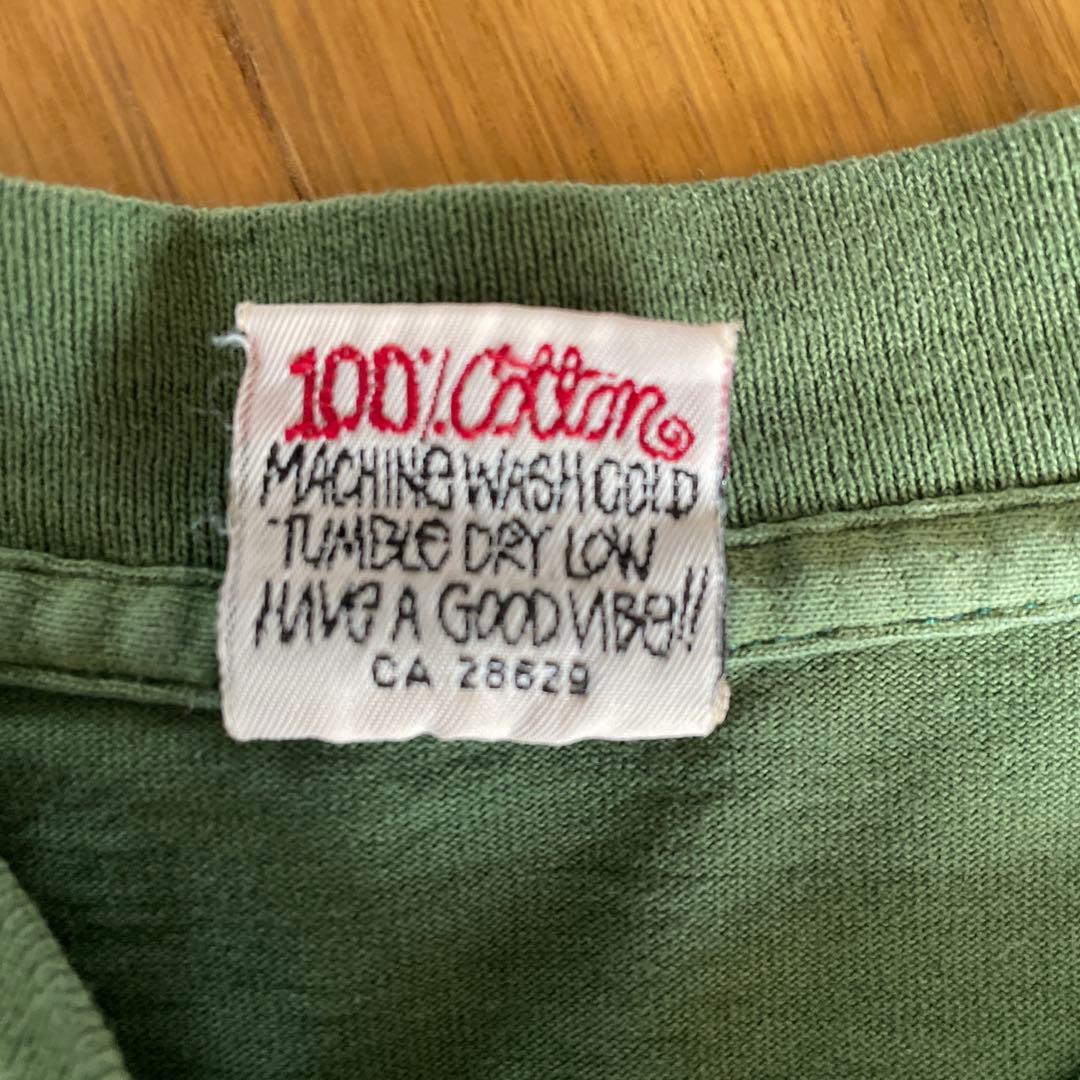 100% Cotton
MACHINE WASH COLD
TUMBLE DRY LOW
HAVE A GOOD VIBE!!
CA 28629